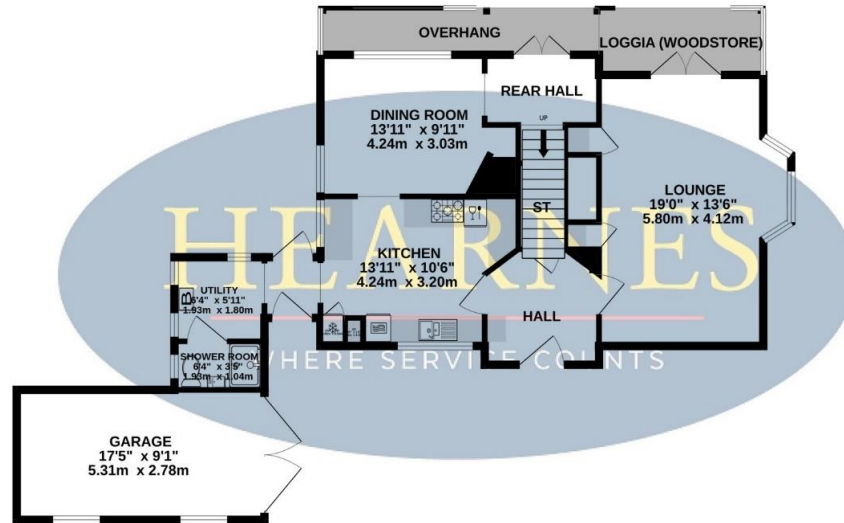 OVERHANG
LOGGIA (WOODSTORE)
REAR HALL
UP
DINING ROOM
13'11" x 9'11"
4.24m x 3.03m
LOUNGE
19'0" x 13'6"
5.80m x 4.12m
ST
HEARNES
KITCHEN
13'11" x 10'6"
4.24m x 3.20m
UTILITY
6'4" x 5'11"
1.93m x 1.80m
HALL
SHOWER ROOM
6'4" x 3'5"
1.93m x 1.04m
WHERE SERVICE COUNTS
GARAGE
17'5" x 9'1"
5.31m x 2.78m